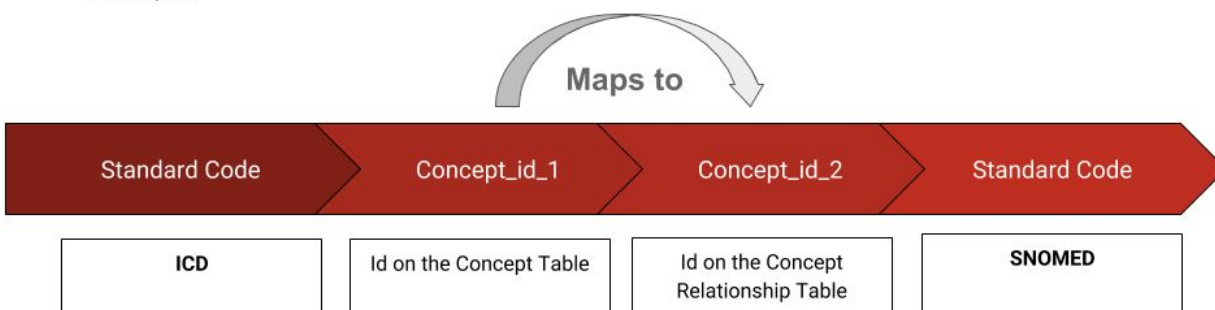 Maps to
Standard Code
Concept_id_1
Concept_id_2
Standard Code
ICD
Id on the Concept Table
Id on the Concept
Relationship Table
SNOMED